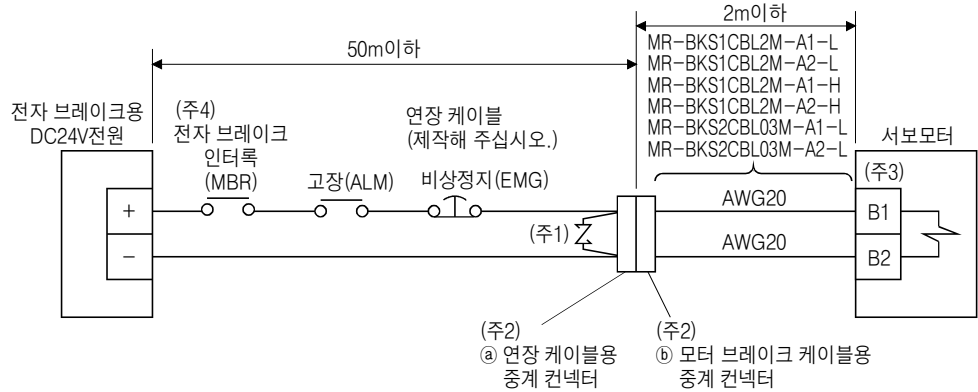 2m이하
50m이하
MR-BKS1CBL2M-A1-L
MR-BKS1CBL2M-A2-L
MR-BKS1CBL2M-A1-H
MR-BKS1CBL2M-A2-H
MR-BKS2CBL03M-A1-L
MR-BKS2CBL03M-A2-L
전자 브레이크용
DC24V전원
(주4)
전자 브레이크
인터록
(MBR)
고장(ALM)
연장 케이블
(제작해 주십시오.)
비상정지(EMG)
서보모터
(주3)
+
−
(주1)
AWG20
AWG20
B1
B2
(주2)
ⓐ 연장 케이블용
중계 컨넥터
(주2)
ⓑ 모터 브레이크 케이블용
중계 컨넥터